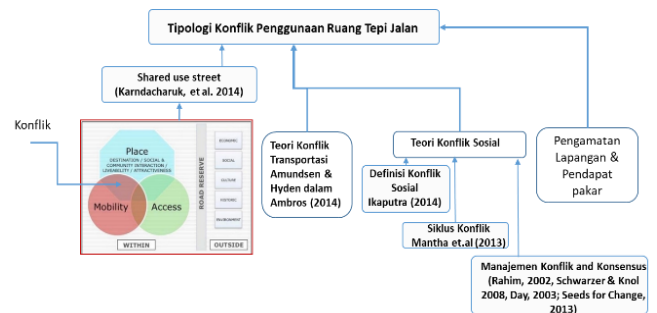 Tipologi Konflik Penggunaan Ruang Tepi Jalan
Shared use street
(Karndacharuk, et al. 2014)
Konflik
Place
DESTINATION / SOCIAL &
COMMUNITY INTERACTION /
LIVEABILITY / ATTRACTIVENESS
Mobility
Access
WITHIN
ROAD RESERVE
ECONOMIC
SOCIAL
CULTURE
HISTORIC
ENVIRONMENT
OUTSIDE
Teori Konflik
Transportasi
Amundsen &
Hyden dalam
Ambros (2014)
Teori Konflik Sosial
Definisi Konflik
Sosial
Ikaputra (2014)
Siklus Konflik
Mantha et.al (2013)
Manajemen Konflik and Konsensus
(Rahim, 2002, Schwarzer & Knol
2008, Day, 2003; Seeds for Change,
2013)
Pengamatan
Lapangan &
Pendapat
pakar